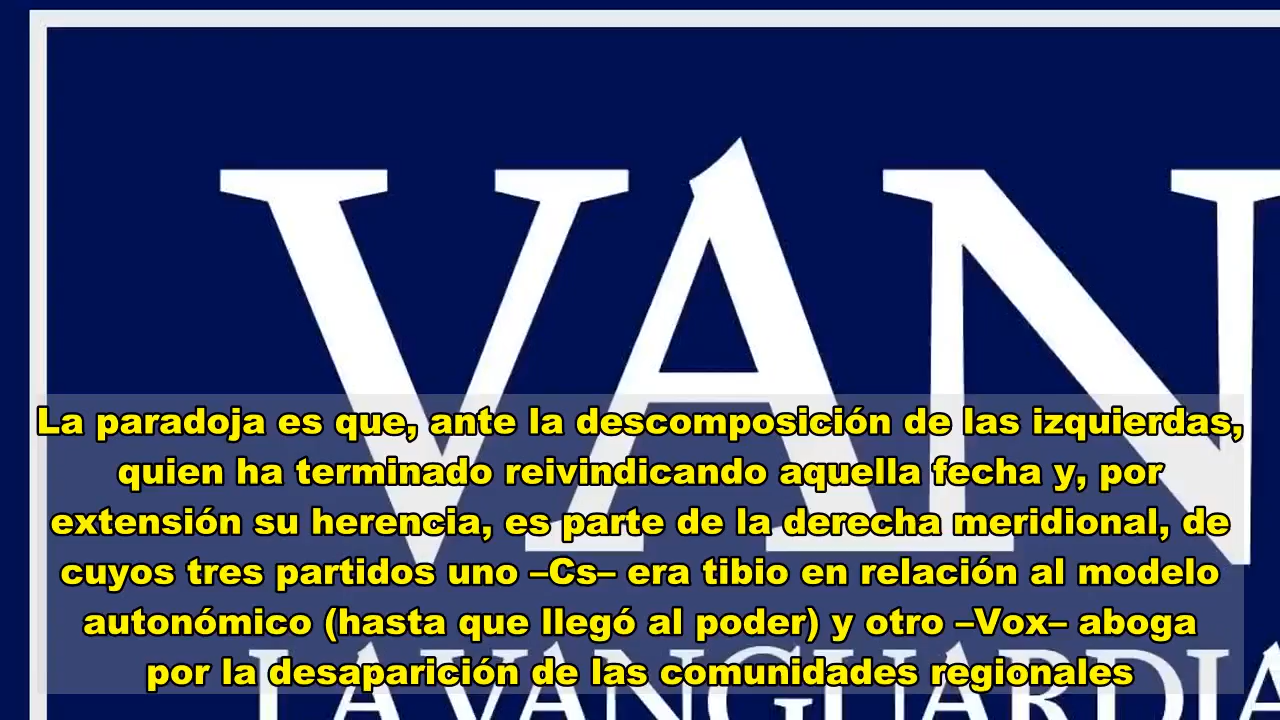 VAN
La paradoja es que, ante la descomposición de las izquierdas,
quien ha terminado reivindicando aquella fecha y, por
extensión su herencia, es parte de la derecha meridional, de
cuyos tres partidos uno –Cs– era tibio en relación al modelo
autonómico (hasta que llegó al poder) y otro –Vox– aboga
por la desaparición de las comunidades regionales
LA VANGUARDIA